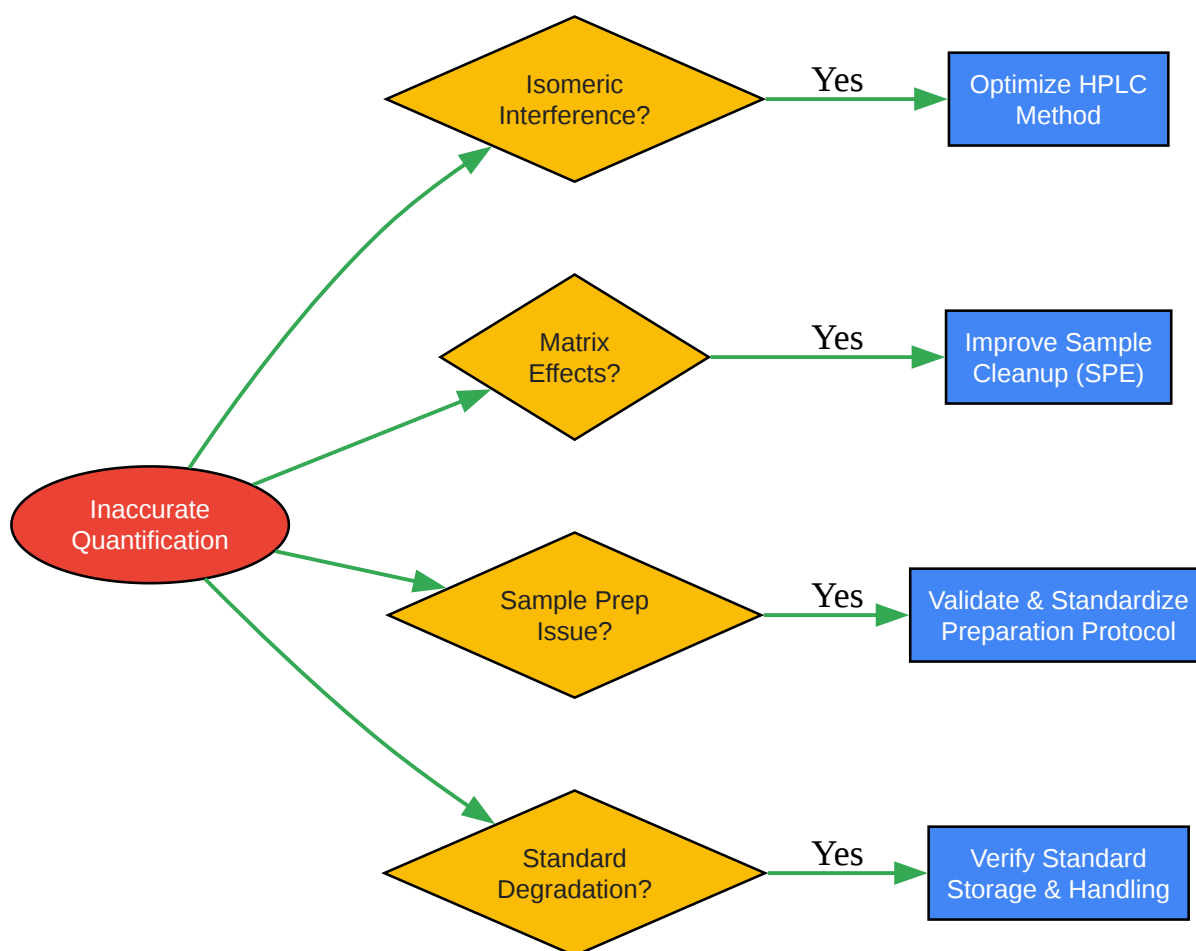 Isomeric
Interference?
Yes
Optimize HPLC
Method
Matrix
Effects?
Yes
Improve Sample
Cleanup (SPE)
Inaccurate
Quantification
Sample Prep
Issue?
Yes
Validate & Standardize
Preparation Protocol
Standard
Degradation?
Yes
Verify Standard
Storage & Handling